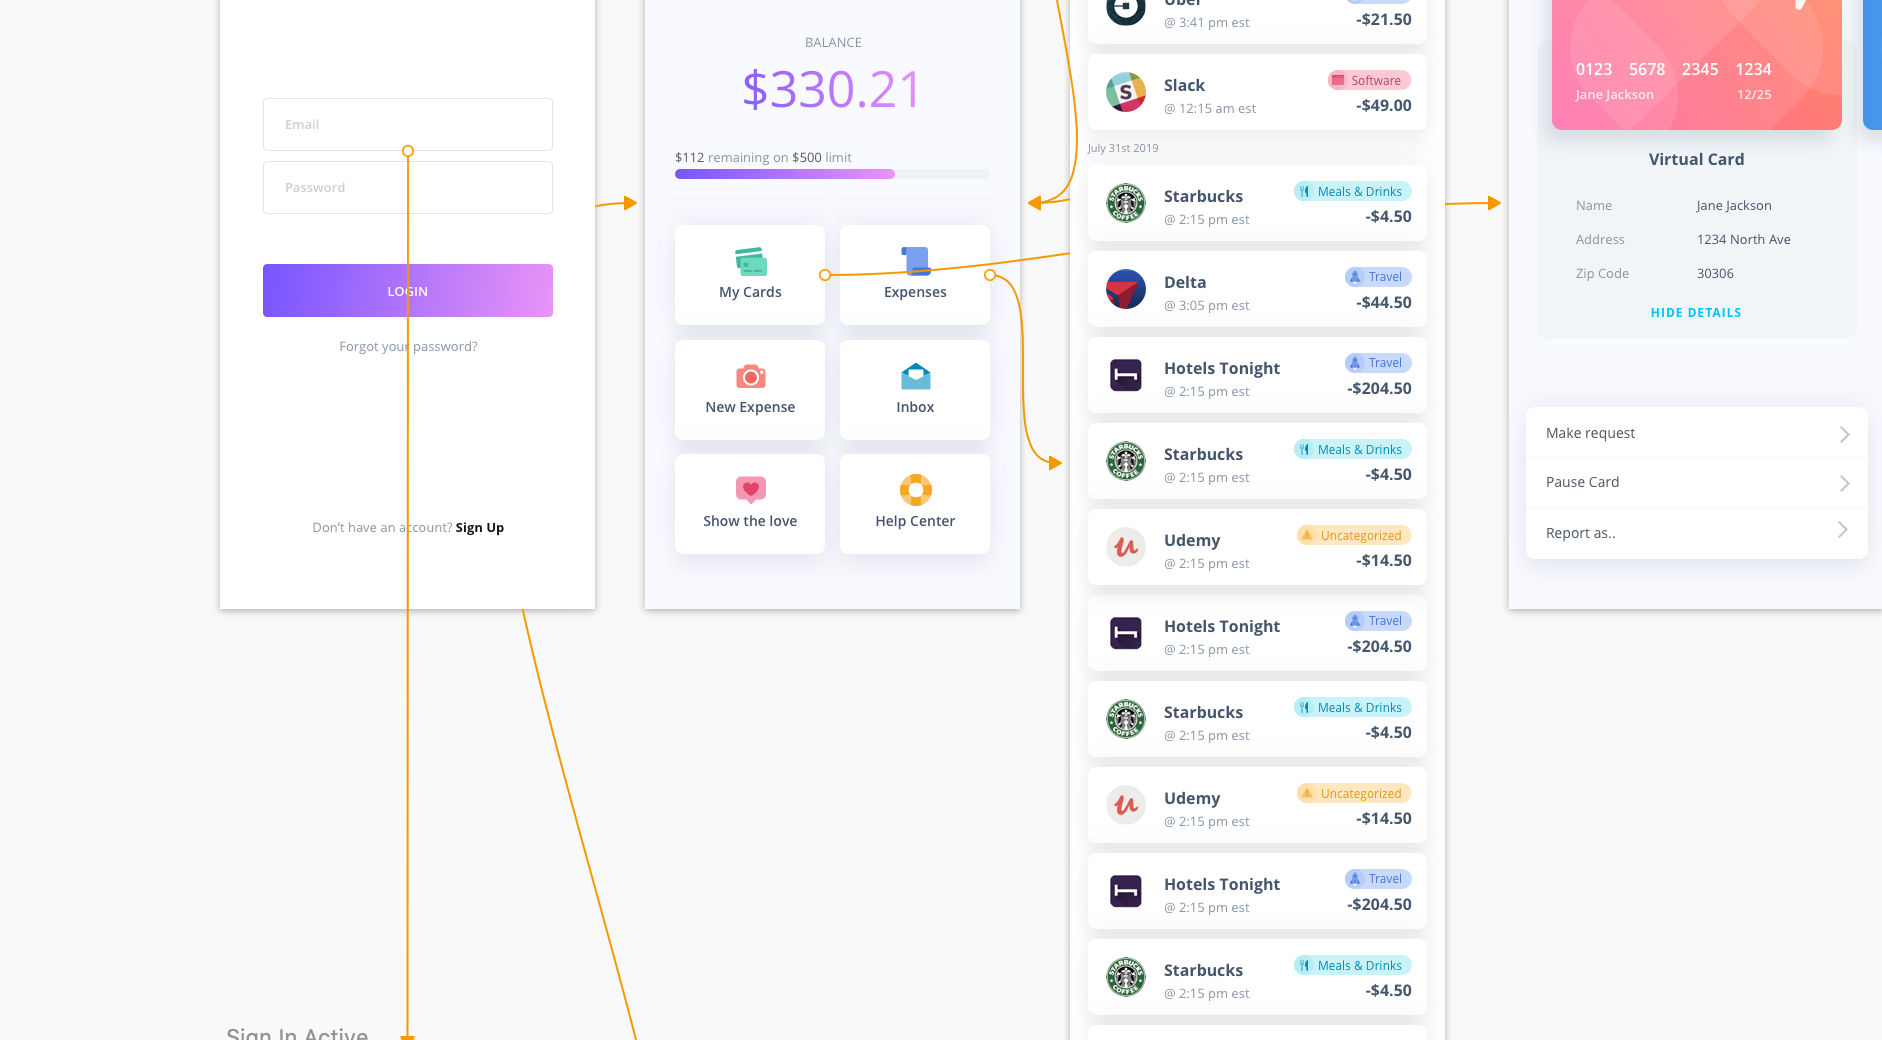 Email
Password
LOGIN
Forgot your password?
Don't have an account? Sign Up
Sign In Active
BALANCE
$330.21
$112 remaining on $500 limit
My Cards
Expenses
New Expense
Inbox
Show the love
Help Center
Uber
@ 3:41 pm est
-$21.50
Slack
Software
@ 12:15 am est
-$49.00
July 31st 2019
Starbucks
Meals & Drinks
@ 2:15 pm est
-$4.50
Delta
Travel
@ 3:05 pm est
-$44.50
Hotels Tonight
Travel
@ 2:15 pm est
-$204.50
Starbucks
Meals & Drinks
@ 2:15 pm est
-$4.50
Udemy
Uncategorized
@ 2:15 pm est
-$14.50
Hotels Tonight
Travel
@ 2:15 pm est
-$204.50
Starbucks
Meals & Drinks
@ 2:15 pm est
-$4.50
Udemy
Uncategorized
@ 2:15 pm est
-$14.50
Hotels Tonight
Travel
@ 2:15 pm est
-$204.50
Starbucks
Meals & Drinks
@ 2:15 pm est
-$4.50
0123 5678 2345 1234
Jane Jackson 12/25
Virtual Card
Name Jane Jackson
Address 1234 North Ave
Zip Code 30306
HIDE DETAILS
Make request
Pause Card
Report as..